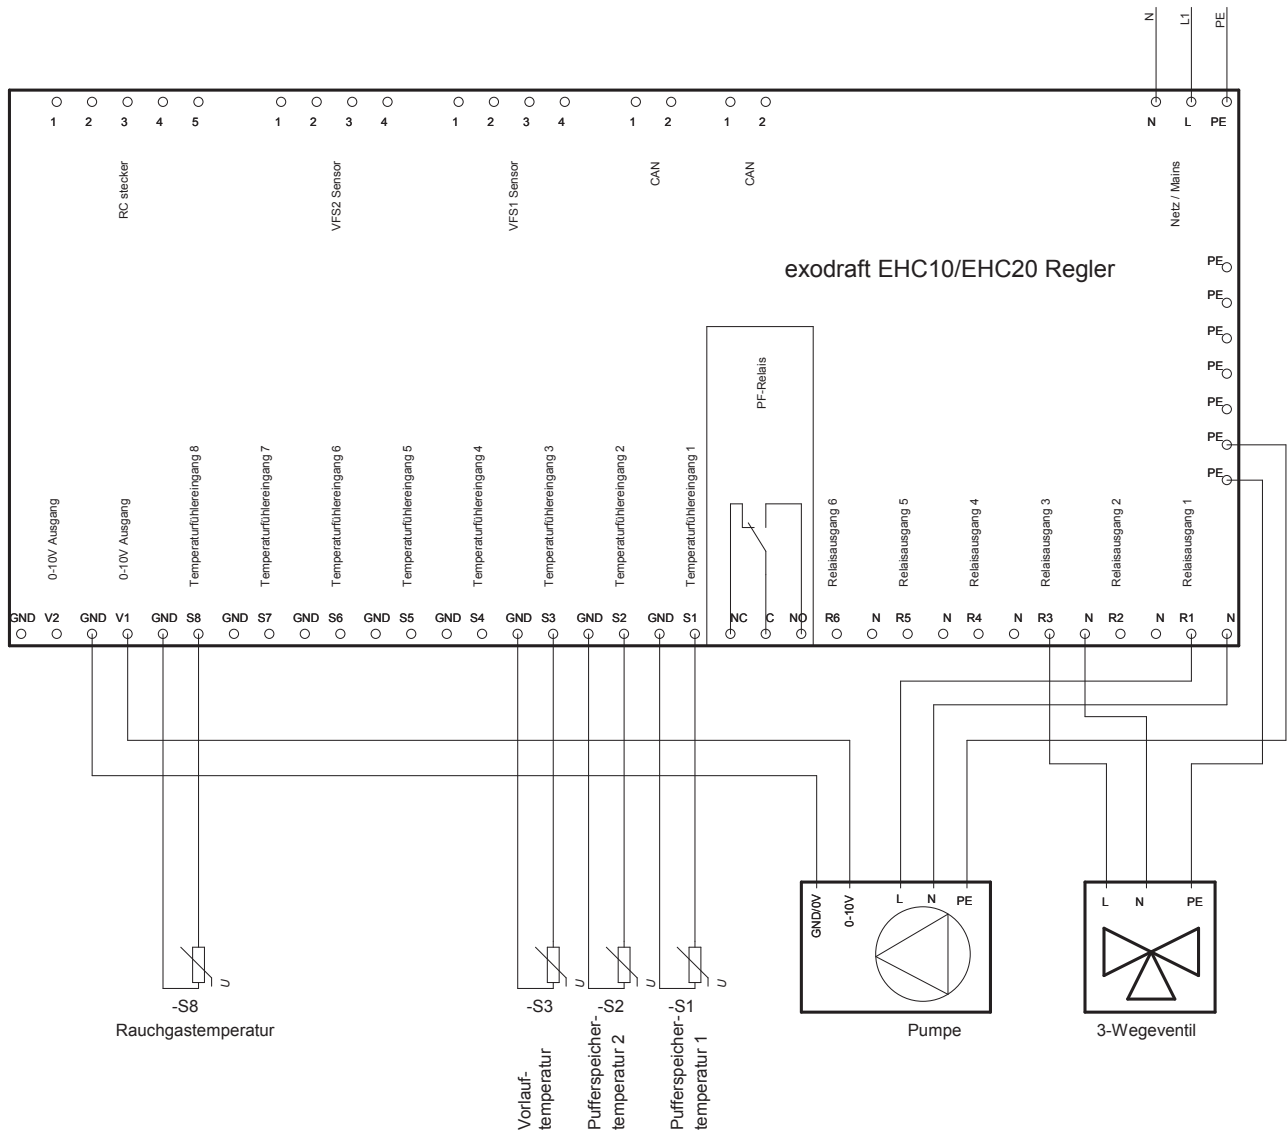 N L1 PE
1 2 3 4 5 1 2 3 4 1 2 3 4 1 2 1 2 N L PE
RC stecker
VFS2 Sensor
VFS1 Sensor
CAN
CAN
Netz / Mains
exodraft EHC10/EHC20 Regler
PE
PE
PE
PE
PE
PE
PE
PF-Relais
0-10V Ausgang
0-10V Ausgang
Temperaturfühlereingang 8
Temperaturfühlereingang 7
Temperaturfühlereingang 6
Temperaturfühlereingang 5
Temperaturfühlereingang 4
Temperaturfühlereingang 3
Temperaturfühlereingang 2
Temperaturfühlereingang 1
Relaisausgang 6
Relaisausgang 5
Relaisausgang 4
Relaisausgang 3
Relaisausgang 2
Relaisausgang 1
GND V2 GND V1 GND S8 GND S7 GND S6 GND S5 GND S4 GND S3 GND S2 GND S1 NC C NO R6 N R5 N R4 N R3 N R2 N R1 N
GND/0V
0-10V
L N PE
L N PE
U
U
U
U
-S8
Rauchgastemperatur
-S3
Vorlauf-
temperatur
-S2
Pufferspeicher-
temperatur 2
-S1
Pufferspeicher-
temperatur 1
Pumpe
3-Wegeventil